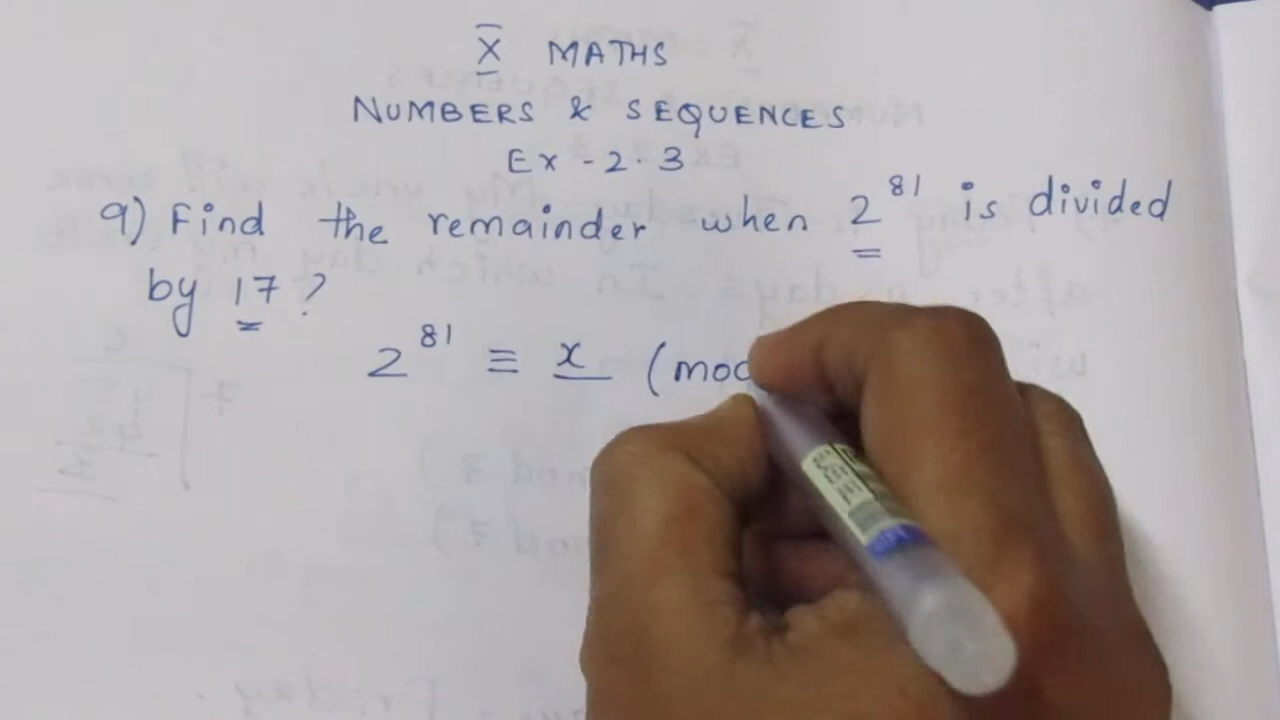 X MATHS
NUMBERS & SEQUENCES
Ex - 2.3
9) Find the remainder when 2^81 is divided
by 17?
2^81 ≡ x (mod